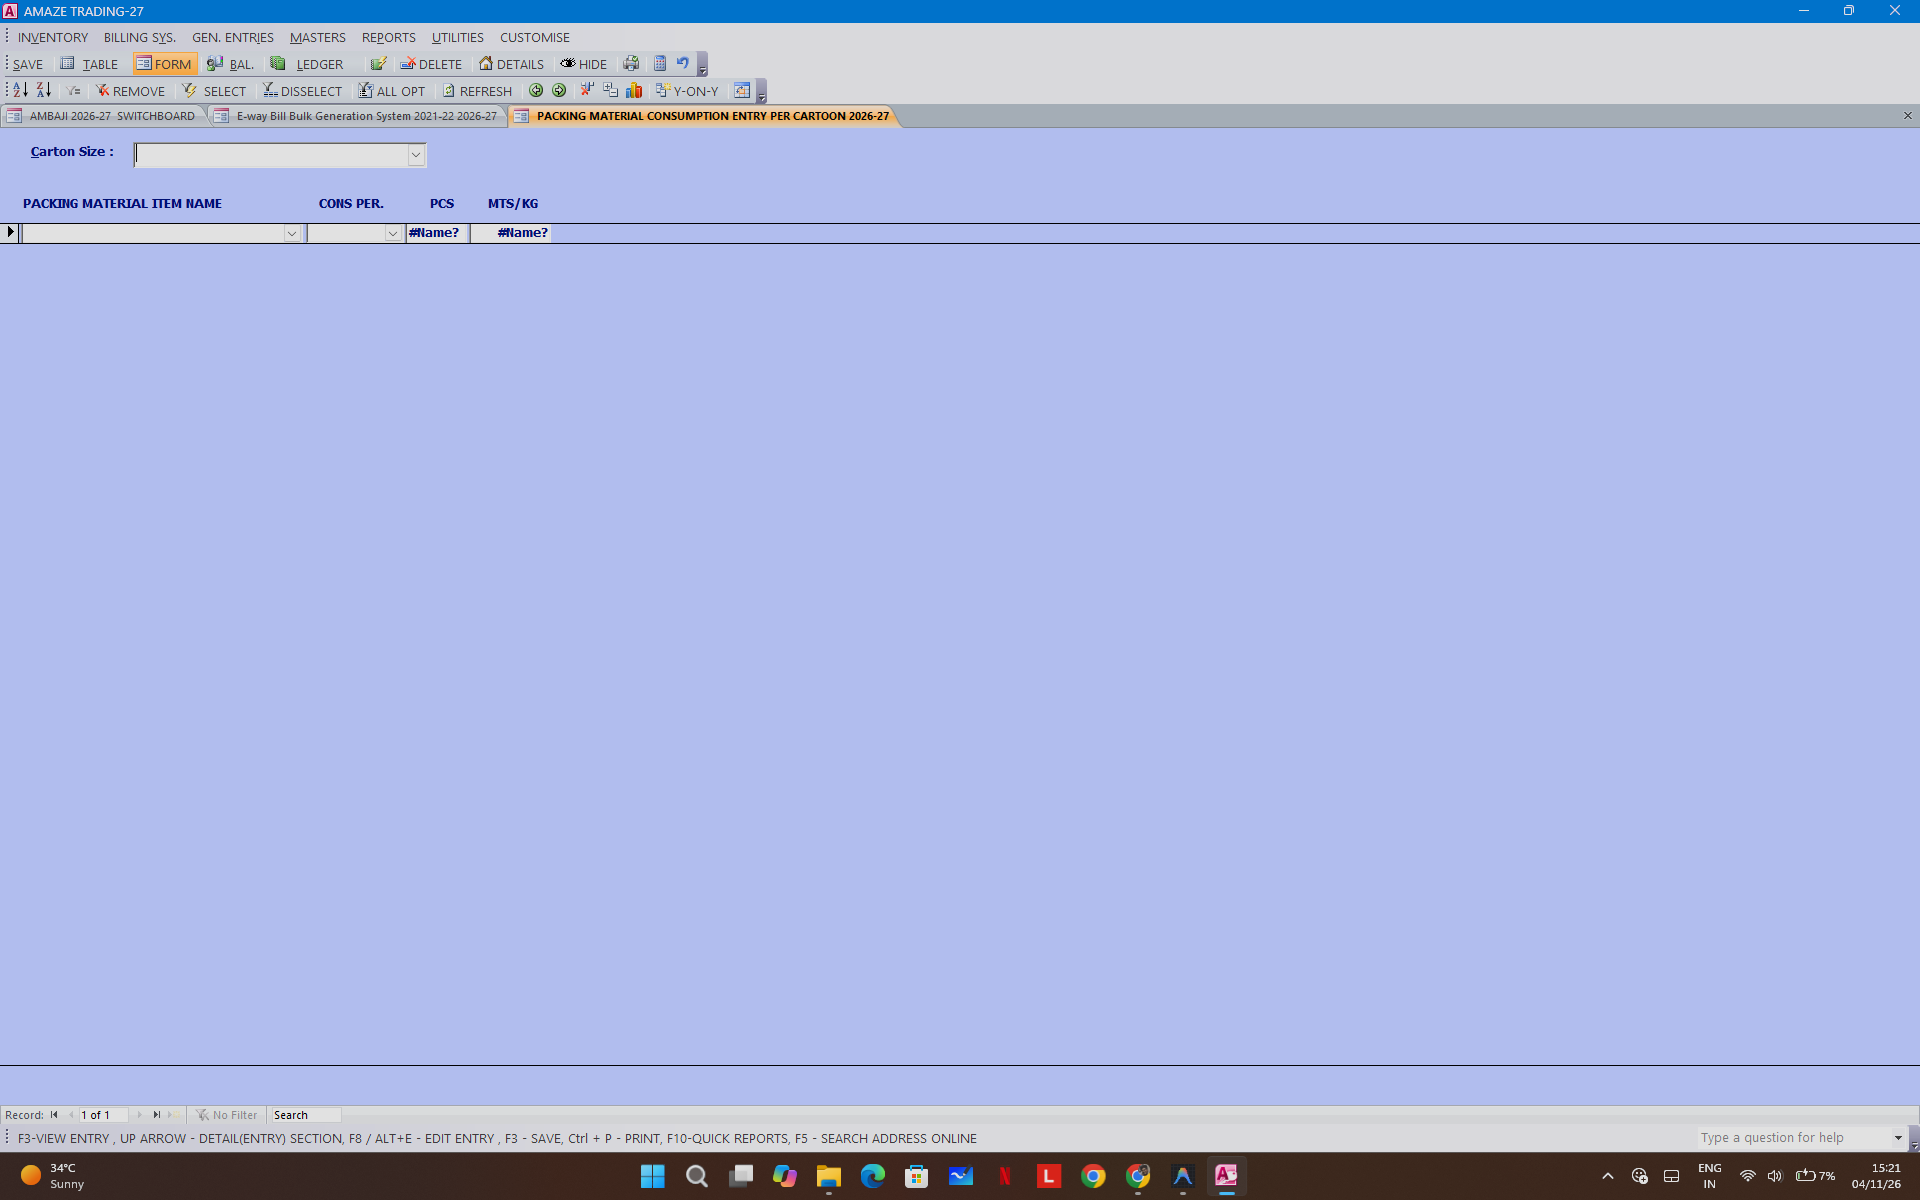 AMAZE TRADING-27
INVENTORY BILLING SYS. GEN. ENTRIES MASTERS REPORTS UTILITIES CUSTOMISE
SAVE TABLE FORM BAL. LEDGER DELETE DETAILS HIDE
REMOVE SELECT DISSELECT ALL OPT REFRESH Y-ON-Y
AMBAJI 2026-27 SWITCHBOARD E-way Bill Bulk Generation System 2021-22 2026-27 PACKING MATERIAL CONSUMPTION ENTRY PER CARTOON 2026-27
Carton Size :
PACKING MATERIAL ITEM NAME CONS PER. PCS MTS/KG
#Name? #Name?
Record: 1 of 1 No Filter Search
F3-VIEW ENTRY , UP ARROW - DETAIL(ENTRY) SECTION, F8 / ALT+E - EDIT ENTRY , F3 - SAVE, Ctrl + P - PRINT, F10-QUICK REPORTS, F5 - SEARCH ADDRESS ONLINE Type a question for help
34°C
Sunny
ENG
IN
7%
15:21
04/11/26